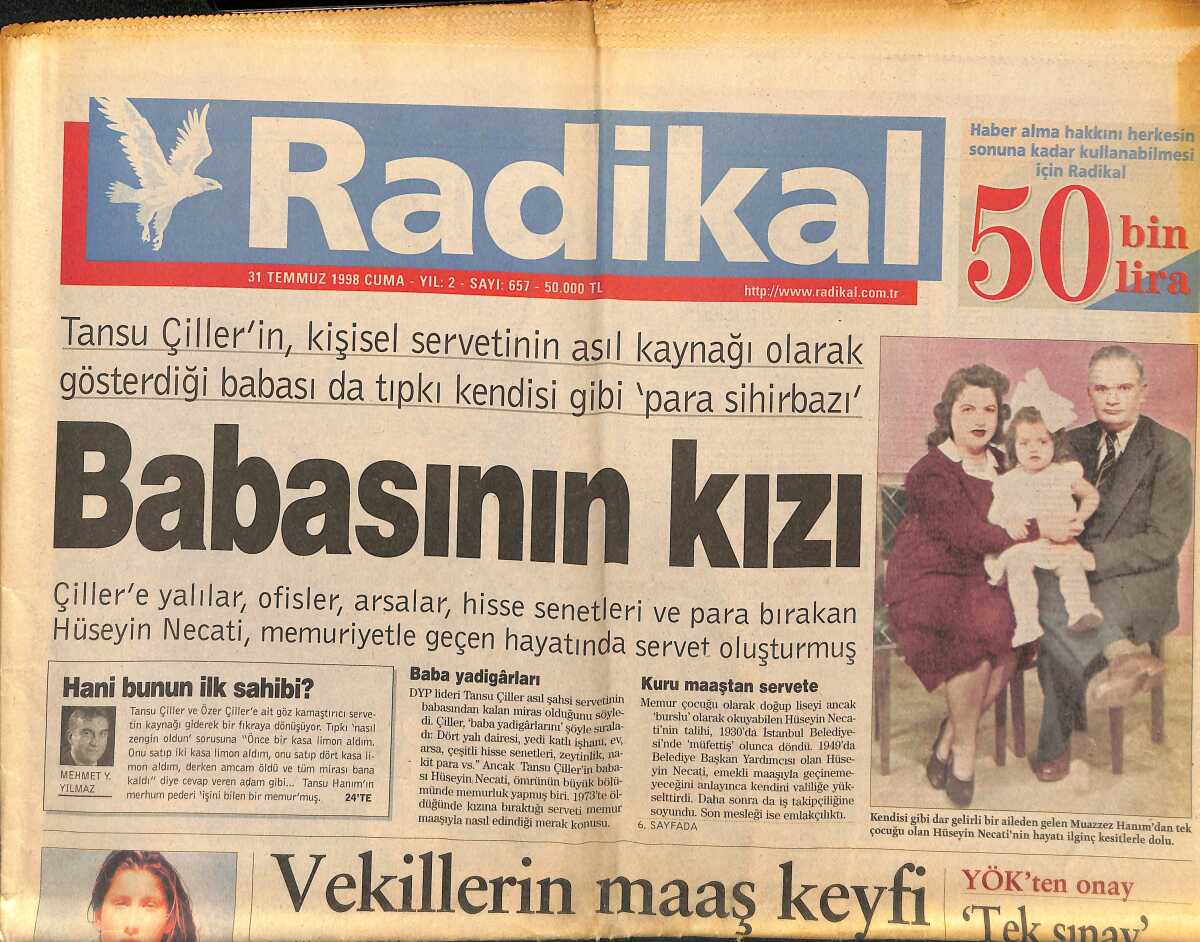 Radikal
31 TEMMUZ 1998 CUMA - YIL: 2 - SAYI: 657 - 50.000 TL
http://www.radikal.com.tr
Haber alma hakkını herkesin
sonuna kadar kullanabilmesi
için Radikal
50 bin
lira
Tansu Çiller'in, kişisel servetinin asıl kaynağı olarak
gösterdiği babası da tıpkı kendisi gibi 'para sihirbazı'
Babasının kızı
Çiller'e yalılar, ofisler, arsalar, hisse senetleri ve para bırakan
Hüseyin Necati, memuriyetle geçen hayatında servet oluşturmuş
Hani bunun ilk sahibi?
Tansu Çiller ve Özer Çiller'e ait göz kamaştırıcı serve-
tin kaynağı giderek bir fıkraya dönüşüyor. Tıpkı 'nasıl
zengin oldun' sorusuna "Önce bir kasa limon aldım.
Onu satıp iki kasa limon aldım, onu satıp dört kasa li-
mon aldım, derken amcam öldü ve tüm mirası bana
kaldı" diye cevap veren adam gibi... Tansu Hanım'ın
merhum pederi 'işini bilen bir memur'muş. 24'TE
MEHMET Y.
YILMAZ
Baba yadigârları
DYP lideri Tansu Çiller asıl şahsi servetinin
babasından kalan miras olduğunu söyle-
di. Çiller, 'baba yadigârlarını' şöyle sırala-
dı: Dört yalı dairesi, yedi katlı işhanı, ev,
arsa, çeşitli hisse senetleri, zeytinlik, na-
kit para vs." Ancak Tansu Çiller'in baba-
sı Hüseyin Necati, ömrünün büyük bölü-
münde memurluk yapmış biri. 1973'te öl-
düğünde kızına bıraktığı serveti memur
maaşıyla nasıl edindiği merak konusu.
Kuru maaştan servete
Memur çocuğu olarak doğup liseyi ancak
'burslu' olarak okuyabilen Hüseyin Neca-
ti'nin talihi, 1930'da İstanbul Belediye-
si'nde 'müfettiş' olunca döndü. 1949'da
Belediye Başkan Yardımcısı olan Hüse-
yin Necati, emekli maaşıyla geçineme-
yeceğini anlayınca kendini valiliğe yük-
selttirdi. Daha sonra da iş takipçiliğine
soyundu. Son mesleği ise emlakçılıktı.
6. SAYFADA
Kendisi gibi dar gelirli bir aileden gelen Muazzez Hanım'dan tek
çocuğu olan Hüseyin Necati'nin hayatı ilginç kesitlerle dolu.
Vekillerin maaş keyfi
YÖK'ten onay
'Tek sınav'